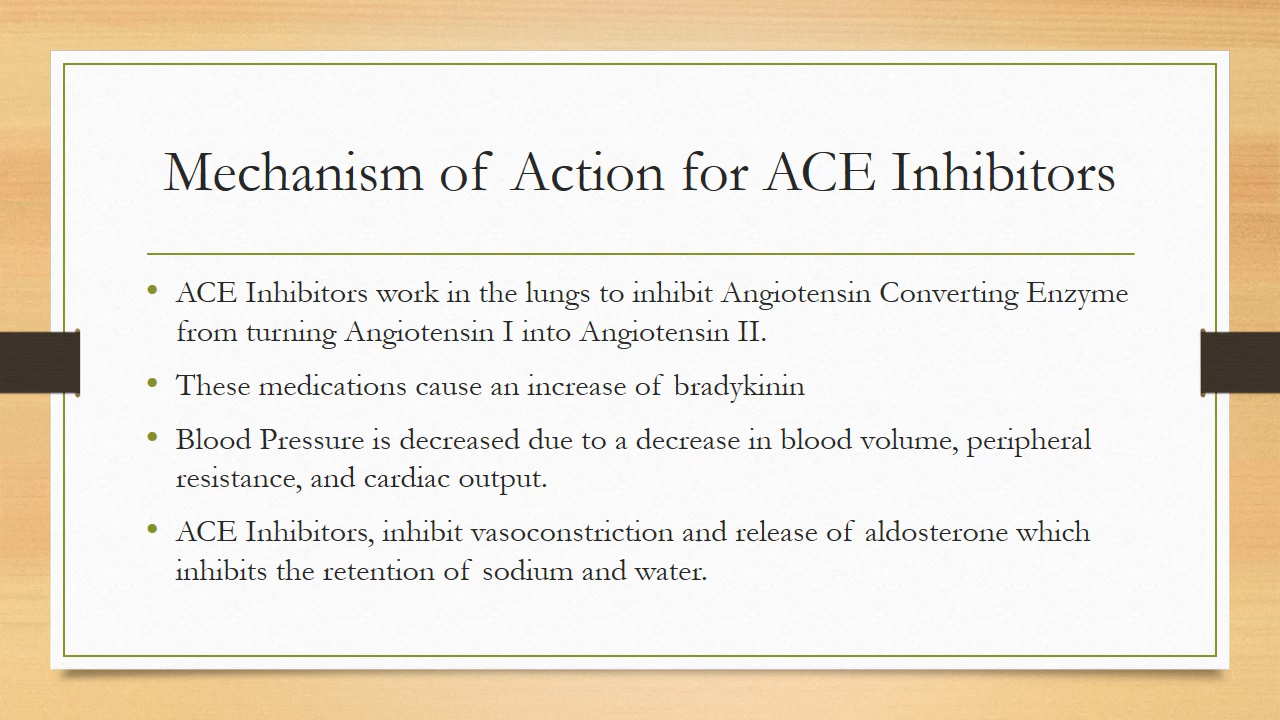 Mechanism of Action for ACE Inhibitors
• ACE Inhibitors work in the lungs to inhibit Angiotensin Converting Enzyme
from turning Angiotensin I into Angiotensin II.
• These medications cause an increase of bradykinin
• Blood Pressure is decreased due to a decrease in blood volume, peripheral
resistance, and cardiac output.
• ACE Inhibitors, inhibit vasoconstriction and release of aldosterone which
inhibits the retention of sodium and water.